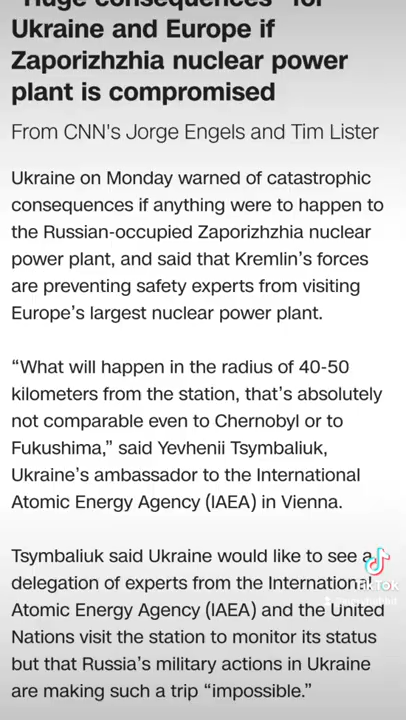 "Huge consequences" for
Ukraine and Europe if
Zaporizhzhia nuclear power
plant is compromised
From CNN's Jorge Engels and Tim Lister
Ukraine on Monday warned of catastrophic
consequences if anything were to happen to
the Russian-occupied Zaporizhzhia nuclear
power plant, and said that Kremlin's forces
are preventing safety experts from visiting
Europe's largest nuclear power plant.
“What will happen in the radius of 40-50
kilometers from the station, that's absolutely
not comparable even to Chernobyl or to
Fukushima,” said Yevhenii Tsymbaliuk,
Ukraine's ambassador to the International
Atomic Energy Agency (IAEA) in Vienna.
Tsymbaliuk said Ukraine would like to see a
delegation of experts from the International
Atomic Energy Agency (IAEA) and the United
Nations visit the station to monitor its status
but that Russia's military actions in Ukraine
are making such a trip “impossible.”
TikTok